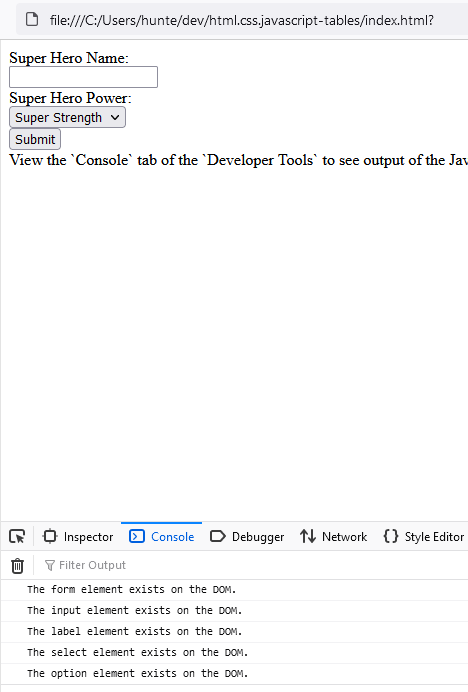 file:///C:/Users/hunte/dev/html.css.javascript-tables/index.html?
Super Hero Name:
Super Hero Power:
Super Strength
Submit
View the `Console` tab of the `Developer Tools` to see output of the Jav
Inspector Console Debugger Network Style Editor
Filter Output
The form element exists on the DOM.
The input element exists on the DOM.
The label element exists on the DOM.
The select element exists on the DOM.
The option element exists on the DOM.